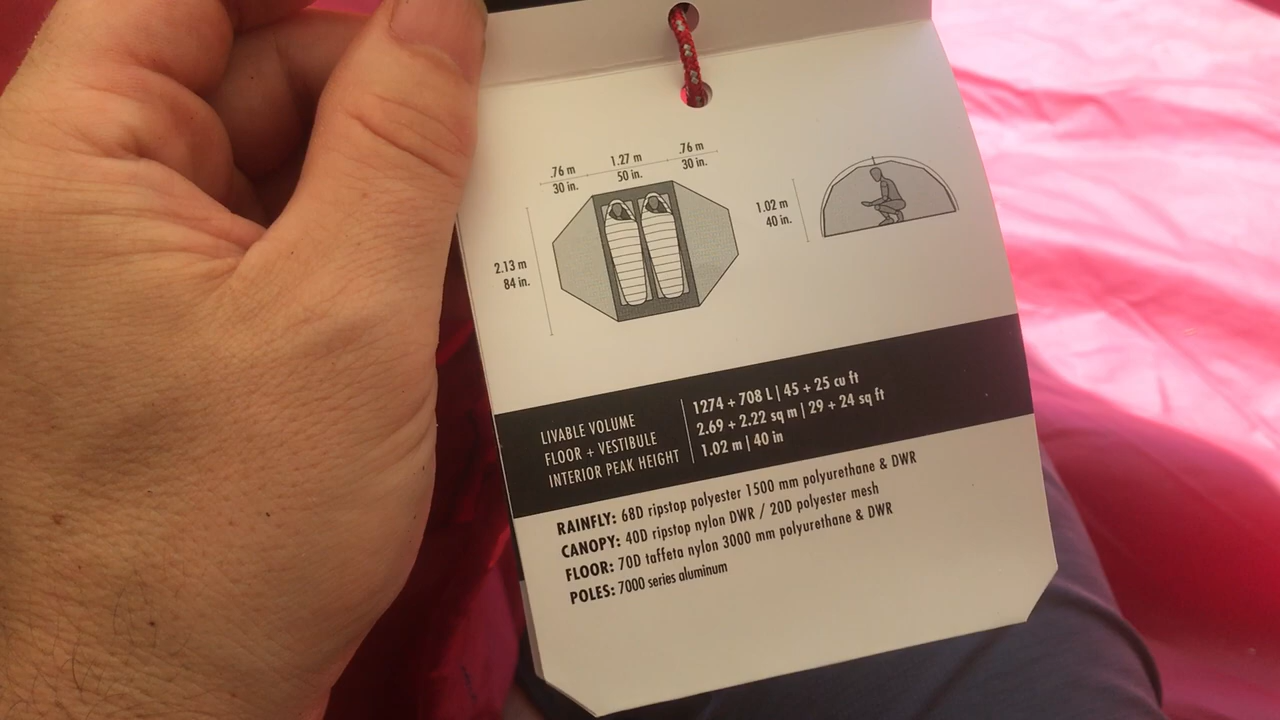 .76 m
30 in.
1.27 m
50 in.
.76 m
30 in.
2.13 m
84 in.
1.02 m
40 in.
LIVABLE VOLUME 1274 + 708 L | 45 + 25 cu ft
FLOOR + VESTIBULE 2.69 + 2.22 sq m | 29 + 24 sq ft
INTERIOR PEAK HEIGHT 1.02 m | 40 in
RAINFLY: 68D ripstop polyester 1500 mm polyurethane & DWR
CANOPY: 40D ripstop nylon DWR / 20D polyester mesh
FLOOR: 70D taffeta nylon 3000 mm polyurethane & DWR
POLES: 7000 series aluminum